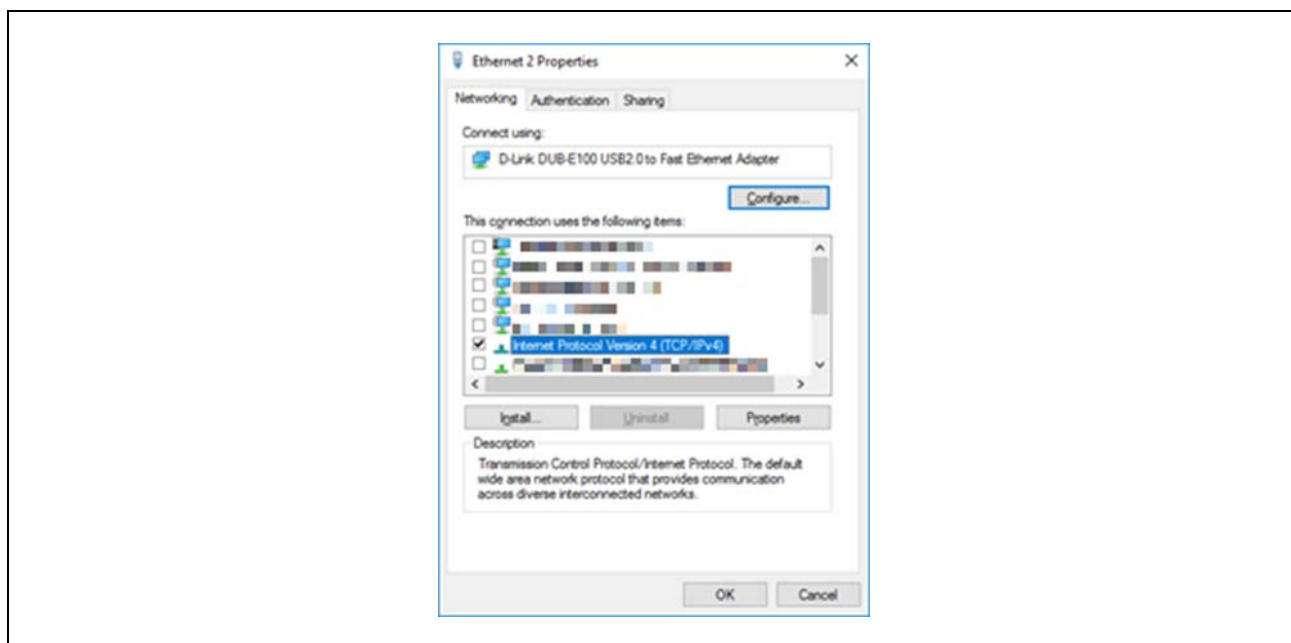 Ethernet 2 Properties
Networking Authentication Sharing
Connect using:
D-Link DUB-E100 USB2.0 to Fast Ethernet Adapter
Configure...
This connection uses the following items:
Internet Protocol Version 4 (TCP/IPv4)
Install... Uninstall Properties
Description
Transmission Control Protocol/Internet Protocol. The default
wide area network protocol that provides communication
across diverse interconnected networks.
OK Cancel